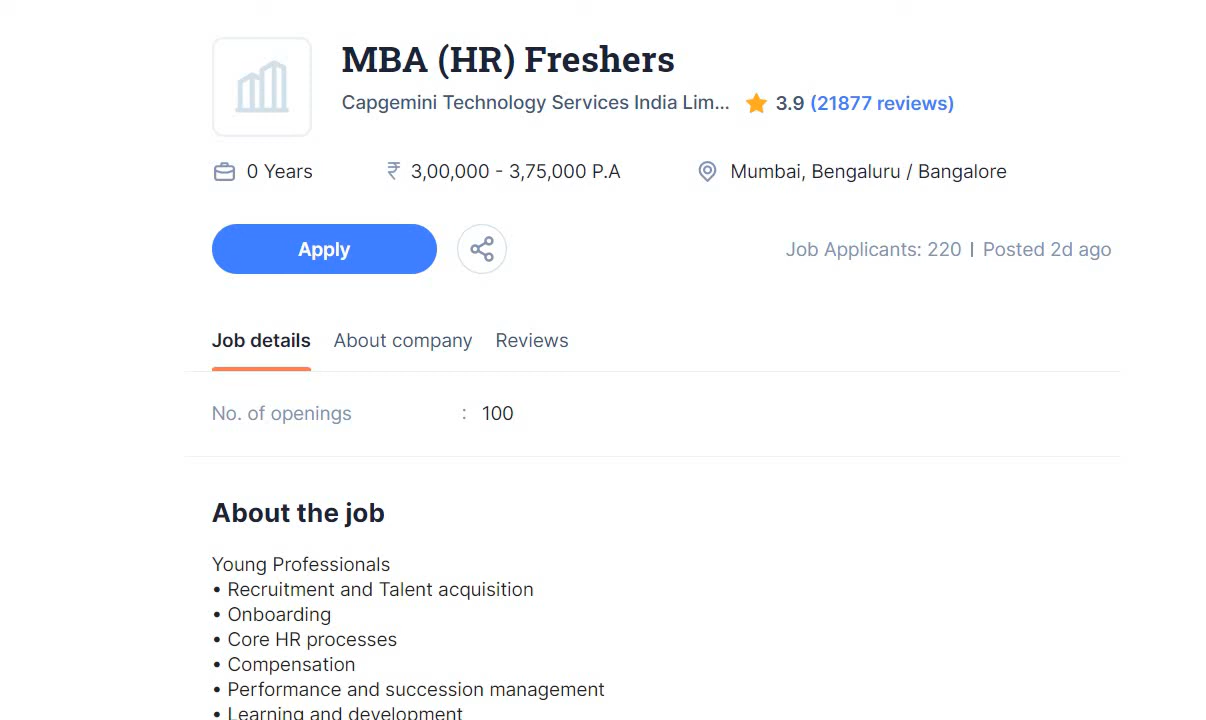 MBA (HR) Freshers
Capgemini Technology Services India Lim... 3.9 (21877 reviews)
0 Years ₹ 3,00,000 - 3,75,000 P.A Mumbai, Bengaluru / Bangalore
Apply Job Applicants: 220 | Posted 2d ago
Job details About company Reviews
No. of openings : 100
About the job
Young Professionals
• Recruitment and Talent acquisition
• Onboarding
• Core HR processes
• Compensation
• Performance and succession management
• Learning and development